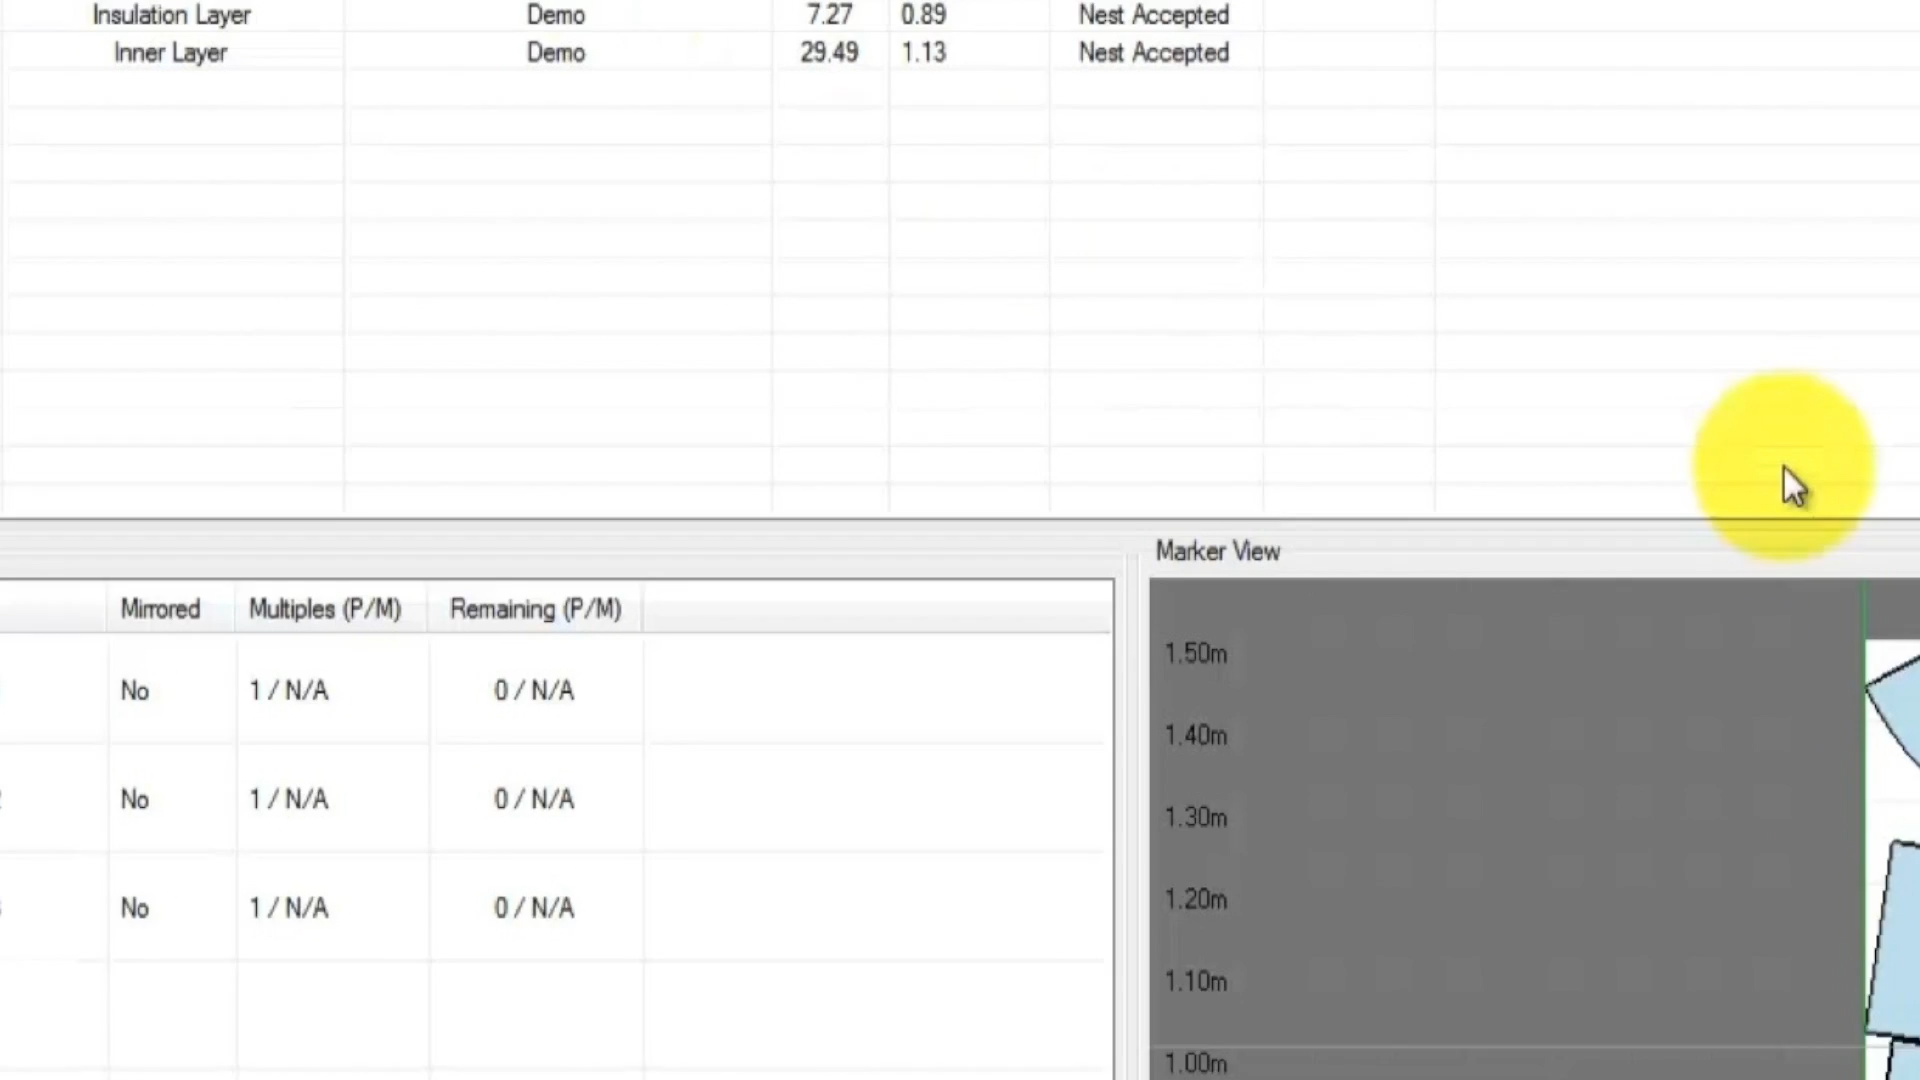 Insulation Layer Demo 7.27 0.89 Nest Accepted
Inner Layer Demo 29.49 1.13 Nest Accepted
Mirrored Multiples (P/M) Remaining (P/M)
No 1 / N/A 0 / N/A
No 1 / N/A 0 / N/A
No 1 / N/A 0 / N/A
Marker View
1.50m
1.40m
1.30m
1.20m
1.10m
1.00m